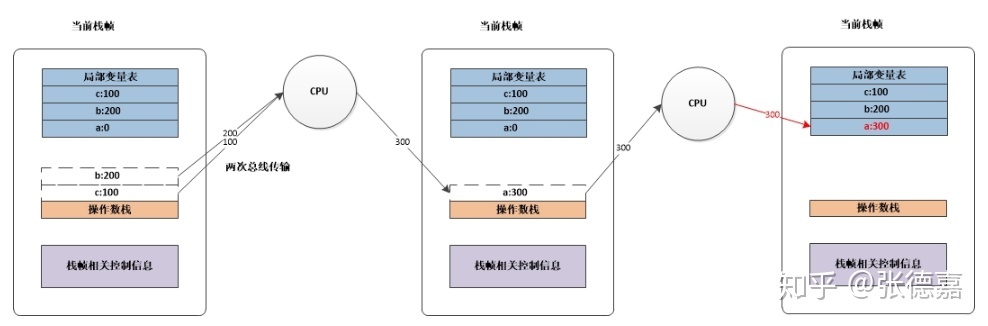 当前栈帧
当前栈帧
当前栈帧
局部变量表
c:100
b:200
a:0
b:200
c:100
操作数栈
栈帧相关控制信息
200
100
两次总线传输
CPU
300
局部变量表
c:100
b:200
a:0
a:300
操作数栈
栈帧相关控制信息
300
CPU
300
局部变量表
c:100
b:200
a:300
操作数栈
栈帧相关控制信息
知乎 @张德嘉